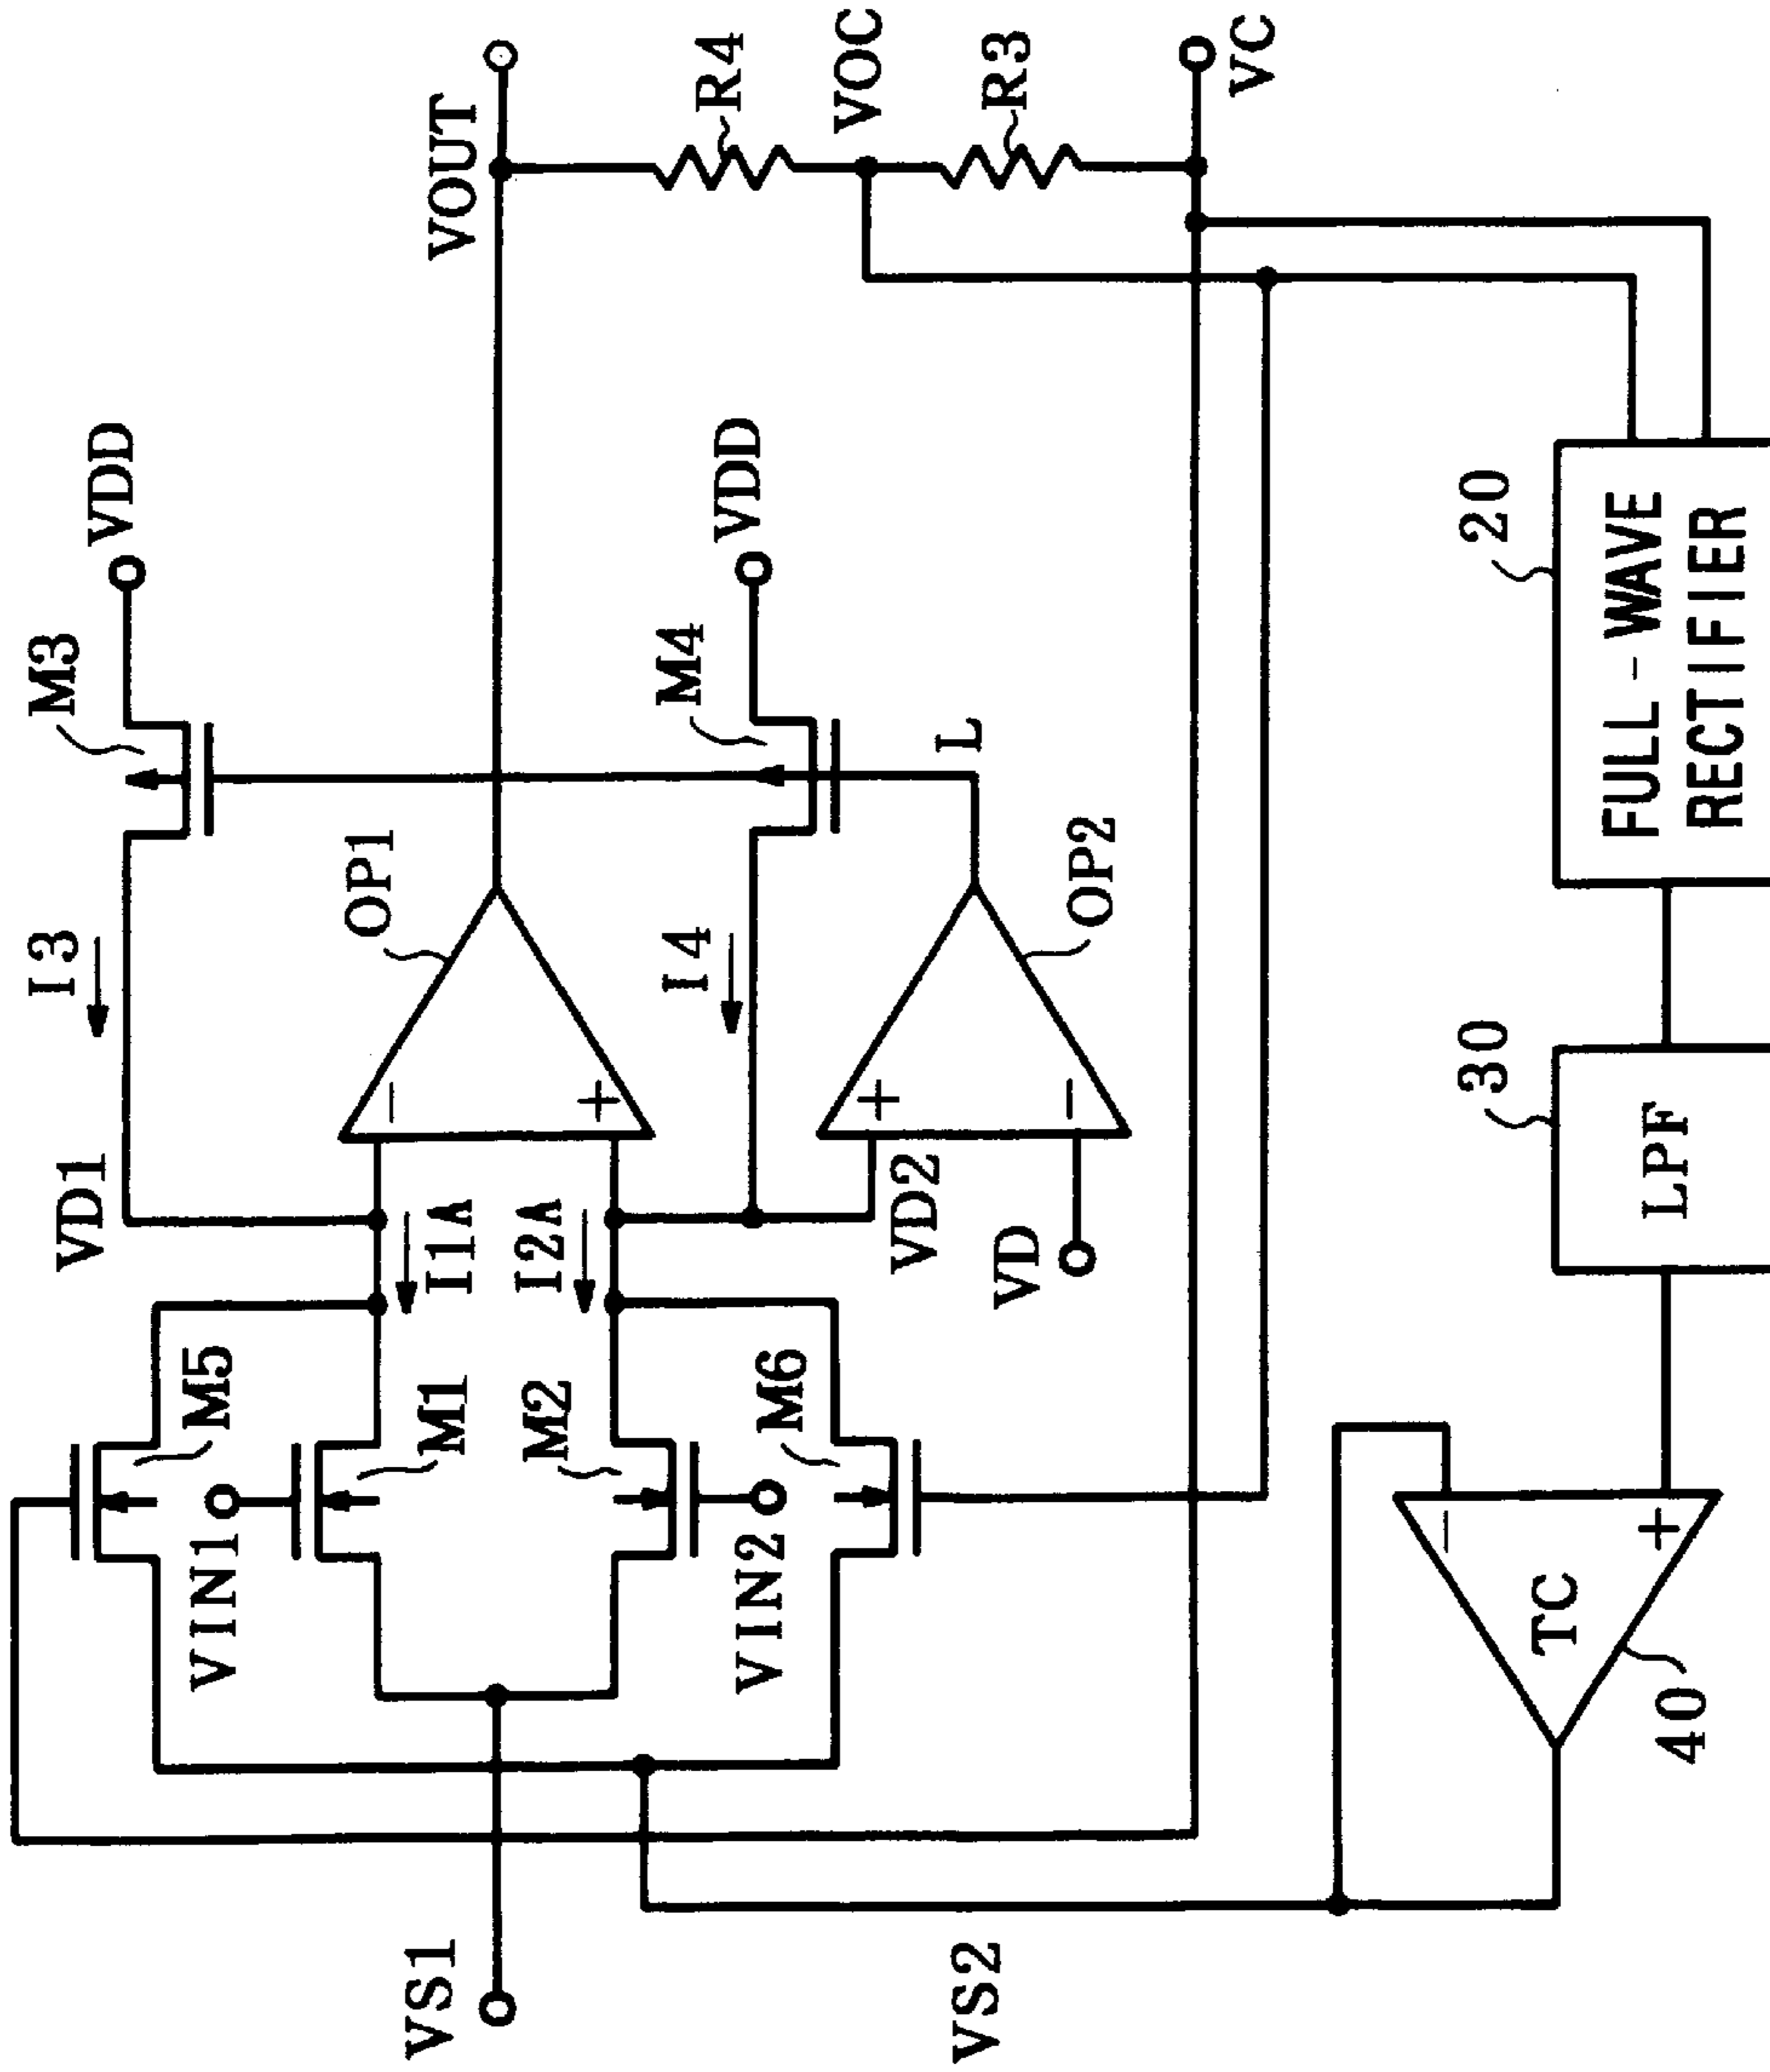 M3
VDD
I3
VD1
M5
VIN1
M1
I1A
OP1
−
+
VOUT
VS1
I2A
M2
VIN2
M6
I4
M4
VDD
R4
VOC
R3
VC
VD2
VD
+
−
OP2
L
VS2
40
TC
−
+
30
LPF
20
FULL-WAVE
RECTIFIER